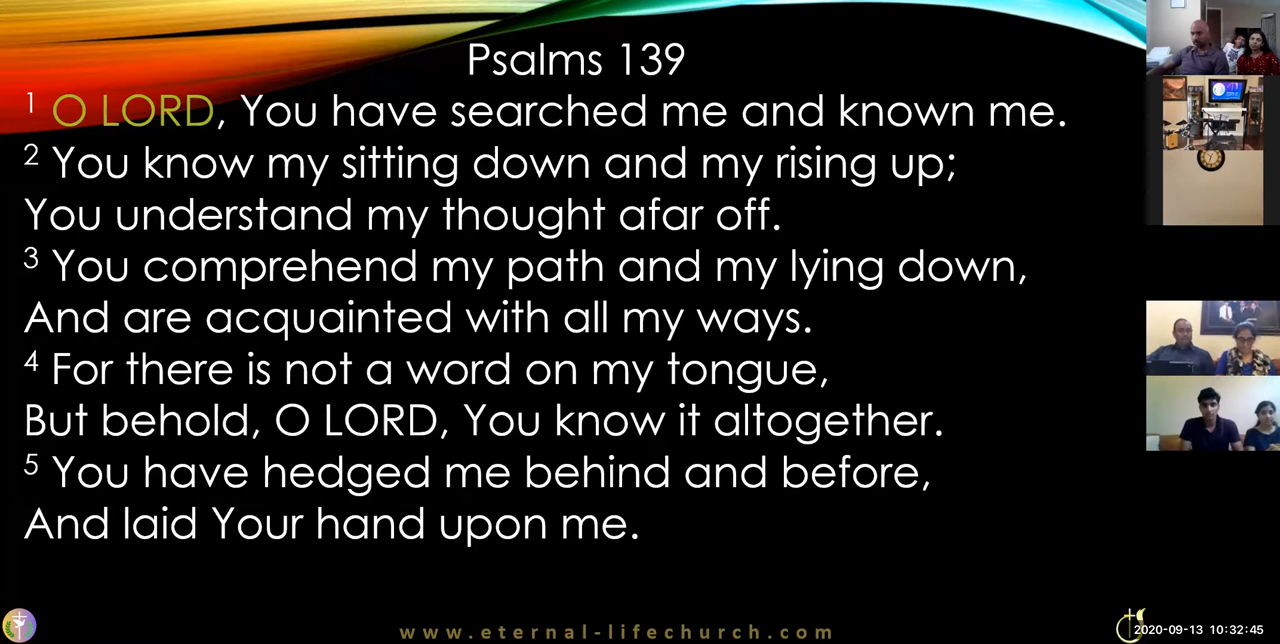 Psalms 139
1 O LORD, You have searched me and known me.
2 You know my sitting down and my rising up;
You understand my thought afar off.
3 You comprehend my path and my lying down,
And are acquainted with all my ways.
4 For there is not a word on my tongue,
But behold, O LORD, You know it altogether.
5 You have hedged me behind and before,
And laid Your hand upon me.
www.eternal-lifechurch.com
2020-09-13 10:32:45